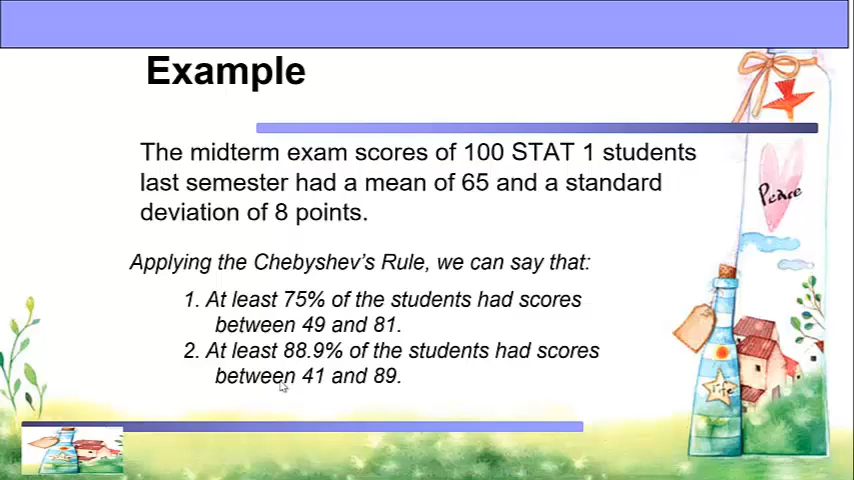 Example
The midterm exam scores of 100 STAT 1 students
last semester had a mean of 65 and a standard
deviation of 8 points.
Applying the Chebyshev's Rule, we can say that:
1. At least 75% of the students had scores
between 49 and 81.
2. At least 88.9% of the students had scores
between 41 and 89.
Peace
life